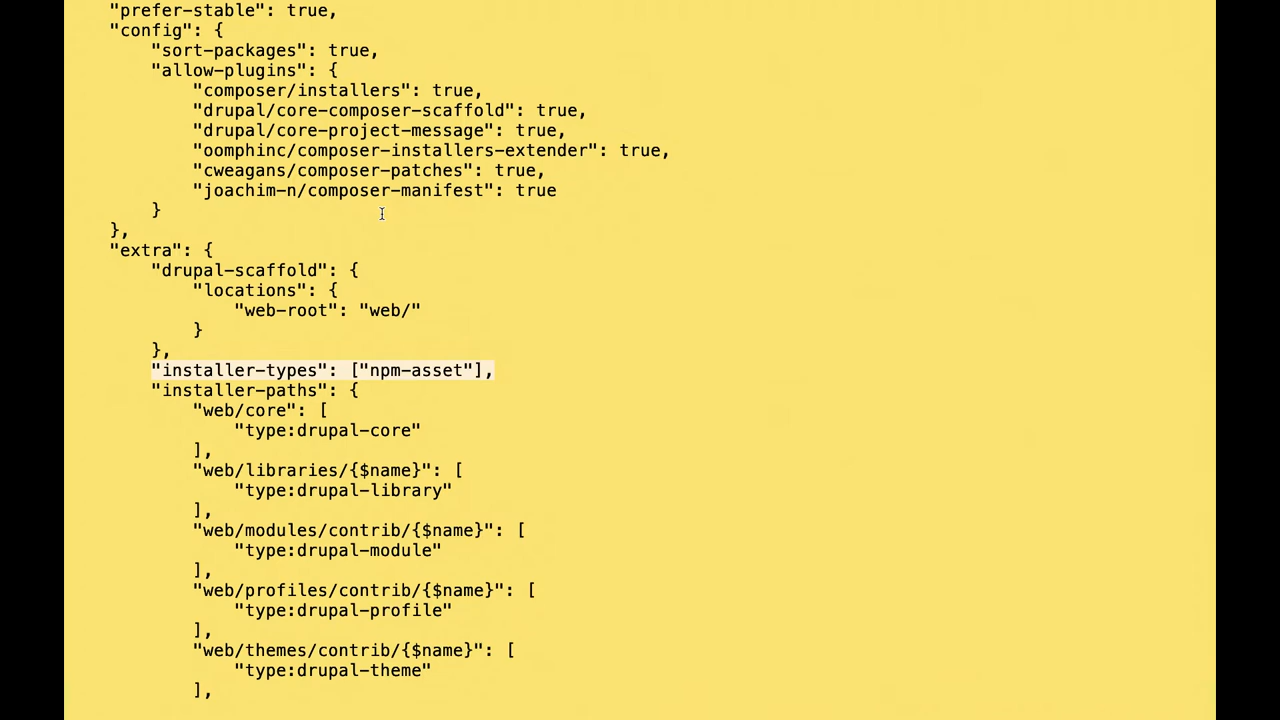 "prefer-stable": true,
"config": {
"sort-packages": true,
"allow-plugins": {
"composer/installers": true,
"drupal/core-composer-scaffold": true,
"drupal/core-project-message": true,
"oomphinc/composer-installers-extender": true,
"cweagans/composer-patches": true,
"joachim-n/composer-manifest": true
}
},
"extra": {
"drupal-scaffold": {
"locations": {
"web-root": "web/"
}
},
"installer-types": ["npm-asset"],
"installer-paths": {
"web/core": [
"type:drupal-core"
],
"web/libraries/{$name}": [
"type:drupal-library"
],
"web/modules/contrib/{$name}": [
"type:drupal-module"
],
"web/profiles/contrib/{$name}": [
"type:drupal-profile"
],
"web/themes/contrib/{$name}": [
"type:drupal-theme"
],